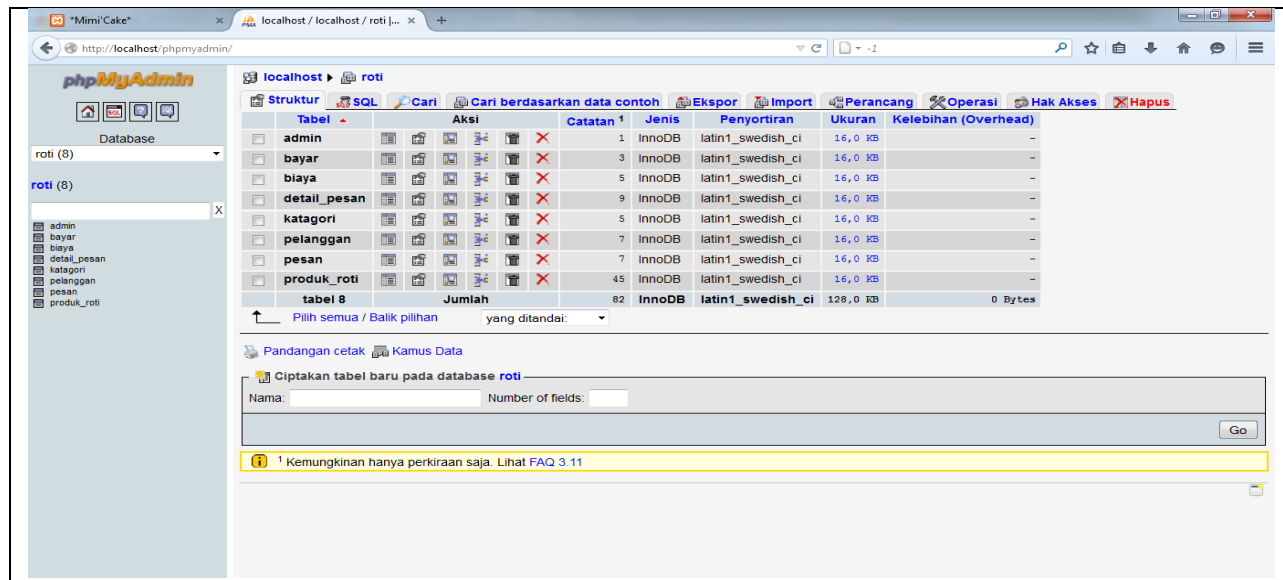 *Mimi'Cake*
localhost / localhost / roti |...
http://localhost/phpmyadmin/
-1
phpMyAdmin
SQL
Database
roti (8)
roti (8)
X
admin
bayar
biaya
detail_pesan
katagori
pelanggan
pesan
produk_roti
localhost ▸ roti
Struktur SQL Cari Cari berdasarkan data contoh Ekspor Import Perancang Operasi Hak Akses Hapus
Tabel Aksi Catatan 1 Jenis Penyortiran Ukuran Kelebihan (Overhead)
admin 1 InnoDB latin1_swedish_ci 16,0 KB -
bayar 3 InnoDB latin1_swedish_ci 16,0 KB -
biaya 5 InnoDB latin1_swedish_ci 16,0 KB -
detail_pesan 9 InnoDB latin1_swedish_ci 16,0 KB -
katagori 5 InnoDB latin1_swedish_ci 16,0 KB -
pelanggan 7 InnoDB latin1_swedish_ci 16,0 KB -
pesan 7 InnoDB latin1_swedish_ci 16,0 KB -
produk_roti 45 InnoDB latin1_swedish_ci 16,0 KB -
tabel 8 Jumlah 82 InnoDB latin1_swedish_ci 128,0 KB 0 Bytes
Pilih semua / Balik pilihan yang ditandai:
Pandangan cetak Kamus Data
Ciptakan tabel baru pada database roti
Nama: Number of fields:
Go
1 Kemungkinan hanya perkiraan saja. Lihat FAQ 3.11